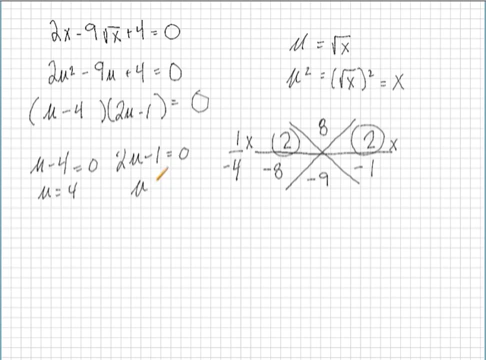 2x - 9√x + 4 = 0
2u² - 9u + 4 = 0
(u - 4 )(2u - 1) = 0
u - 4 = 0 2u - 1 = 0
u = 4 u
u = √x
u² = (√x)² = x
8
1x (2) (2) x
-4 -8 -1
-9